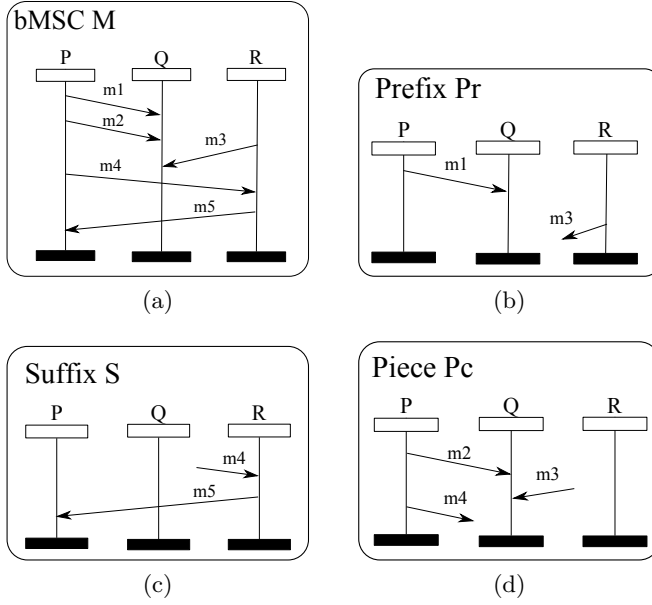 bMSC M
P Q R
m1
m2
m3
m4
m5
(a)
Prefix Pr
P Q R
m1
m3
(b)
Suffix S
P Q R
m4
m5
(c)
Piece Pc
P Q R
m2
m3
m4
(d)